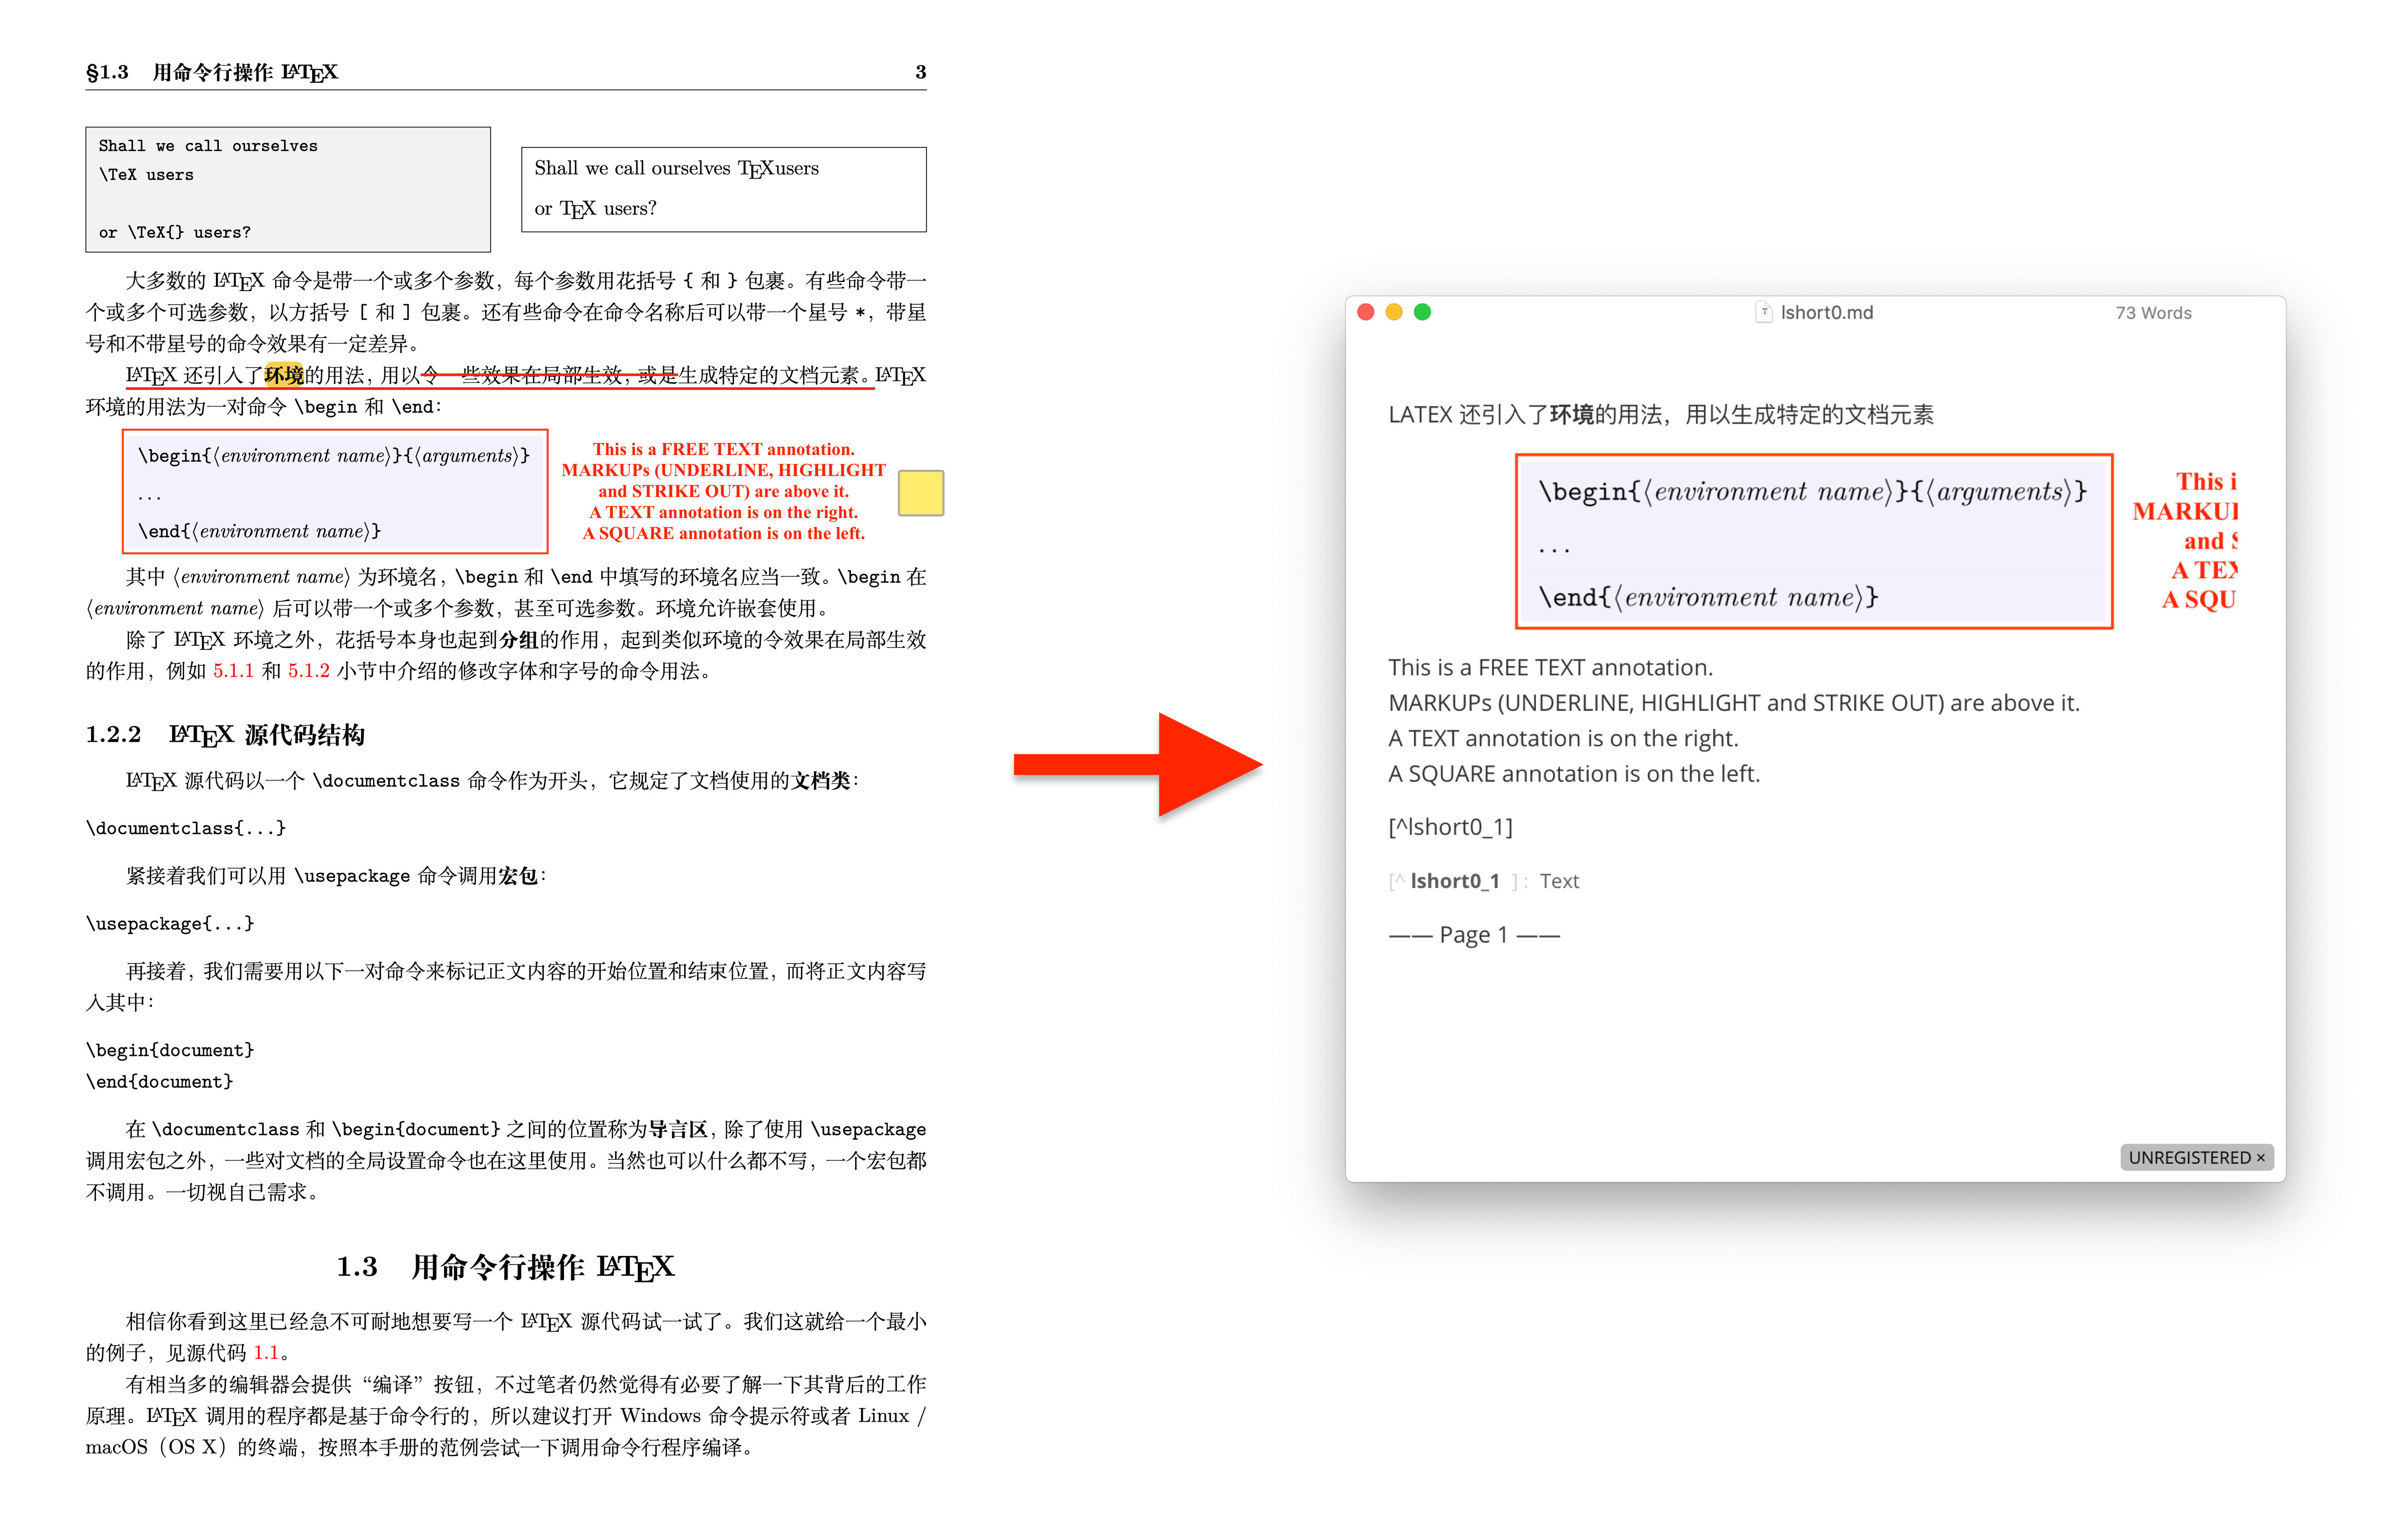 §1.3 用命令行操作 LATEX 3
Shall we call ourselves
\TeX users
or \TeX{} users?
Shall we call ourselves TEXusers
or TEX users?
大多数的 LATEX 命令是带一个或多个参数，每个参数用花括号 { 和 } 包裹。有些命令带一
个或多个可选参数，以方括号 [ 和 ] 包裹。还有些命令在命令名称后可以带一个星号 *，带星
号和不带星号的命令效果有一定差异。
LATEX 还引入了环境的用法，用以令一些效果在局部生效，或是生成特定的文档元素。LATEX
环境的用法为一对命令 \begin 和 \end：
\begin{⟨environment name⟩}{⟨arguments⟩}
...
\end{⟨environment name⟩}
This is a FREE TEXT annotation.
MARKUPs (UNDERLINE, HIGHLIGHT
and STRIKE OUT) are above it.
A TEXT annotation is on the right.
A SQUARE annotation is on the left.
其中 ⟨environment name⟩ 为环境名，\begin 和 \end 中填写的环境名应当一致。\begin 在
⟨environment name⟩ 后可以带一个或多个参数，甚至可选参数。环境允许嵌套使用。
除了 LATEX 环境之外，花括号本身也起到分组的作用，起到类似环境的令效果在局部生效
的作用，例如 5.1.1 和 5.1.2 小节中介绍的修改字体和字号的命令用法。
1.2.2 LATEX 源代码结构
LATEX 源代码以一个 \documentclass 命令作为开头，它规定了文档使用的文档类：
\documentclass{...}
紧接着我们可以用 \usepackage 命令调用宏包：
\usepackage{...}
再接着，我们需要用以下一对命令来标记正文内容的开始位置和结束位置，而将正文内容写
入其中：
\begin{document}
\end{document}
在 \documentclass 和 \begin{document} 之间的位置称为导言区，除了使用 \usepackage
调用宏包之外，一些对文档的全局设置命令也在这里使用。当然也可以什么都不写，一个宏包都
不调用。一切视自己需求。
1.3 用命令行操作 LATEX
相信你看到这里已经急不可耐地想要写一个 LATEX 源代码试一试了。我们这就给一个最小
的例子，见源代码 1.1。
有相当多的编辑器会提供“编译”按钮，不过笔者仍然觉得有必要了解一下其背后的工作
原理。LATEX 调用的程序都是基于命令行的，所以建议打开 Windows 命令提示符或者 Linux /
macOS（OS X）的终端，按照本手册的范例尝试一下调用命令行程序编译。
lshort0.md
73 Words
LATEX 还引入了环境的用法，用以生成特定的文档元素
\begin{⟨environment name⟩}{⟨arguments⟩}
...
\end{⟨environment name⟩}
This i
MARKU
and S
A TEX
A SQU
This is a FREE TEXT annotation.
MARKUPs (UNDERLINE, HIGHLIGHT and STRIKE OUT) are above it.
A TEXT annotation is on the right.
A SQUARE annotation is on the left.
[^lshort0_1]
[^ lshort0_1 ] : Text
—— Page 1 ——
UNREGISTERED ×